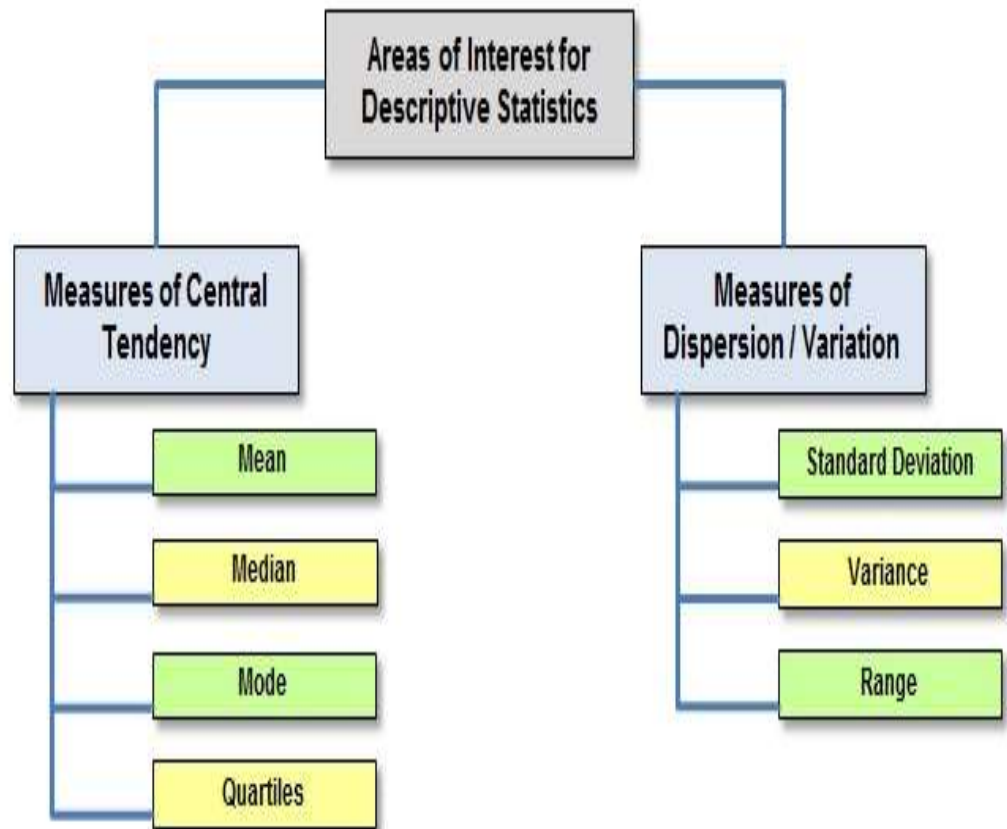 Areas of Interest for
Descriptive Statistics
Measures of Central
Tendency
Mean
Median
Mode
Quartiles
Measures of
Dispersion / Variation
Standard Deviation
Variance
Range